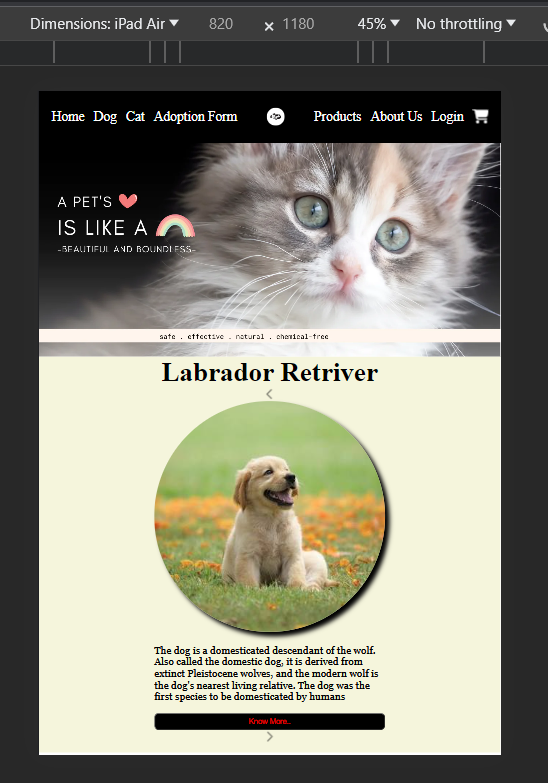 Dimensions: iPad Air 820 × 1180 45% No throttling
Home Dog Cat Adoption Form Products About Us Login
A PET'S
IS LIKE A
-BEAUTIFUL AND BOUNDLESS-
safe . effective . natural . chemical-free
Labrador Retriver
The dog is a domesticated descendant of the wolf.
Also called the domestic dog, it is derived from
extinct Pleistocene wolves, and the modern wolf is
the dog's nearest living relative. The dog was the
first species to be domesticated by humans
Know More..